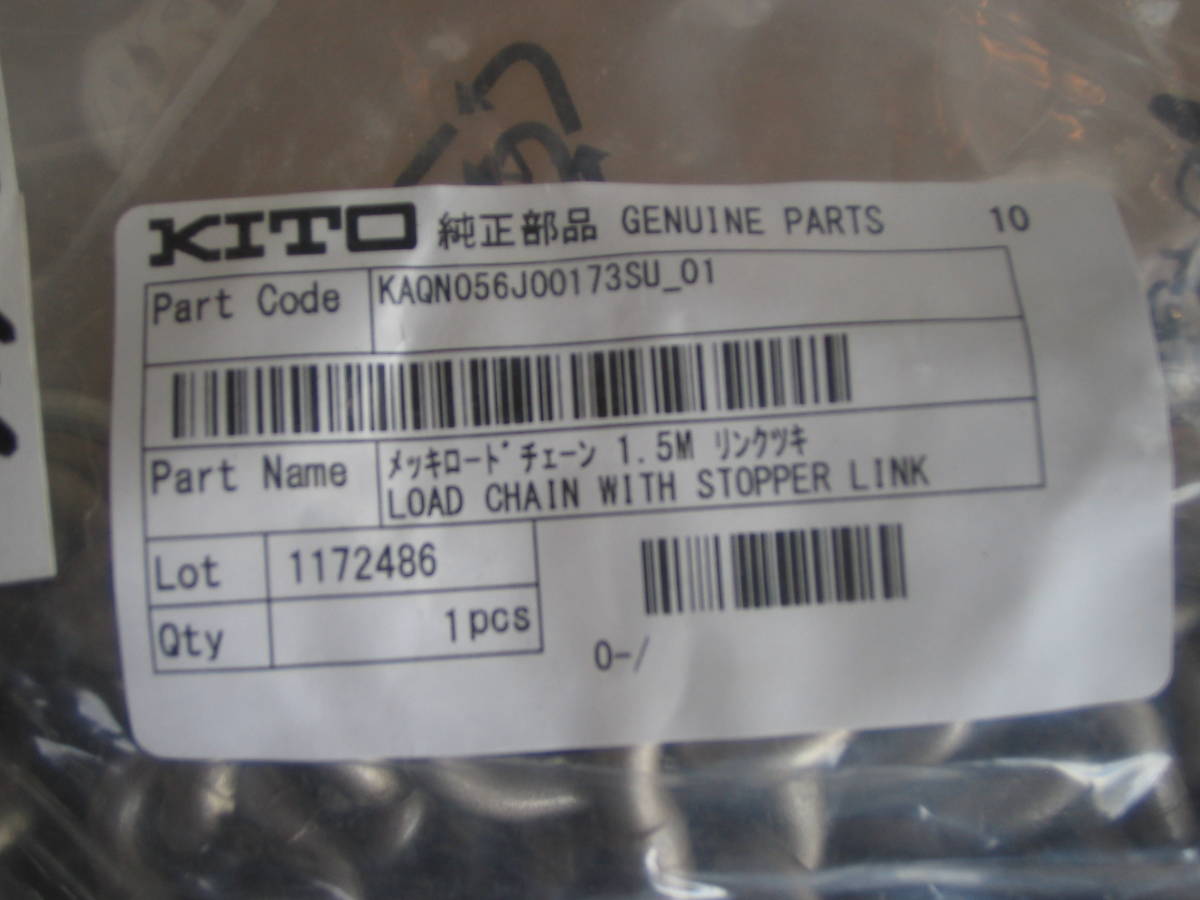 KITO 純正部品 GENUINE PARTS 10
Part Code KAQN056J00173SU_01
Part Name ﾒｯｷﾛｰﾄﾞﾁｪｰﾝ 1.5M ﾘﾝｸﾂｷ
LOAD CHAIN WITH STOPPER LINK
Lot 1172486
Qty 1pcs
0-/